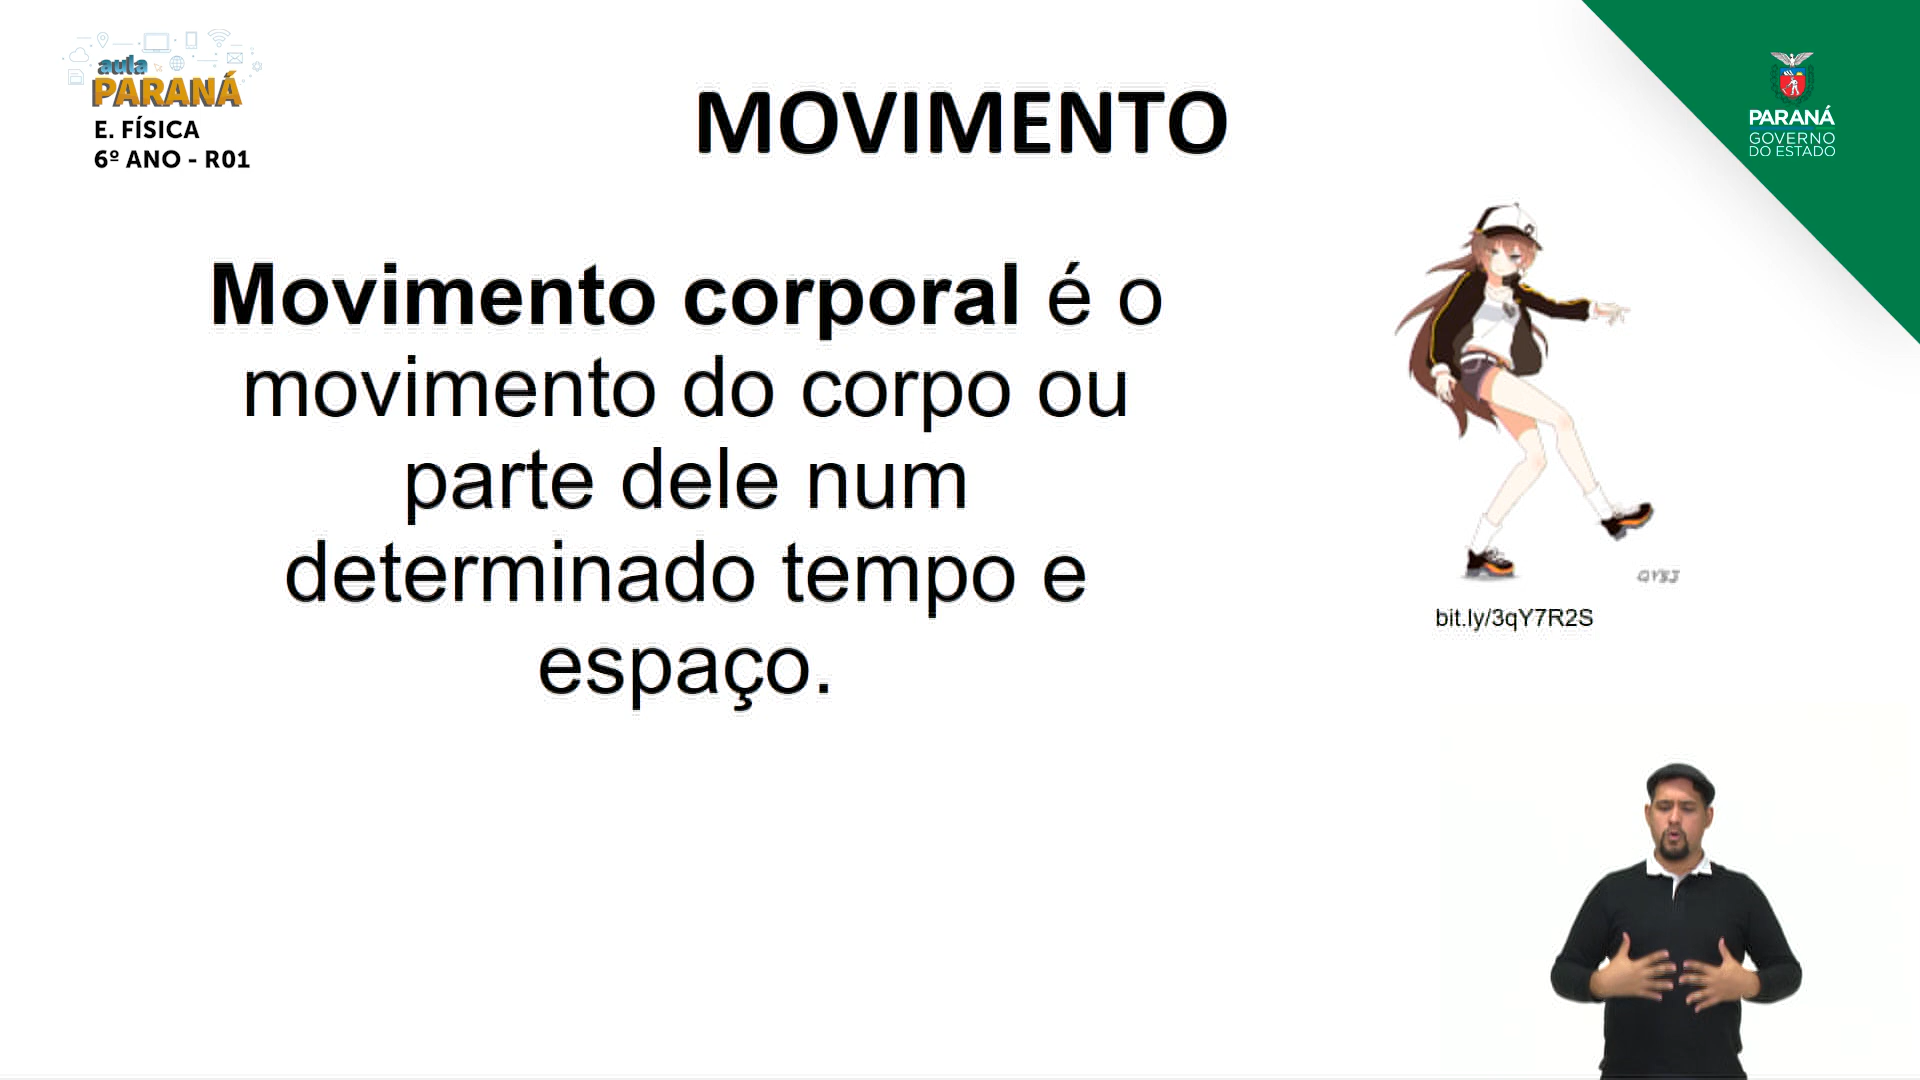 aula
PARANÁ
E. FÍSICA
6º ANO - R01
MOVIMENTO
PARANÁ
GOVERNO
DO ESTADO
Movimento corporal é o
movimento do corpo ou
parte dele num
determinado tempo e
espaço.
bit.ly/3qY7R2S